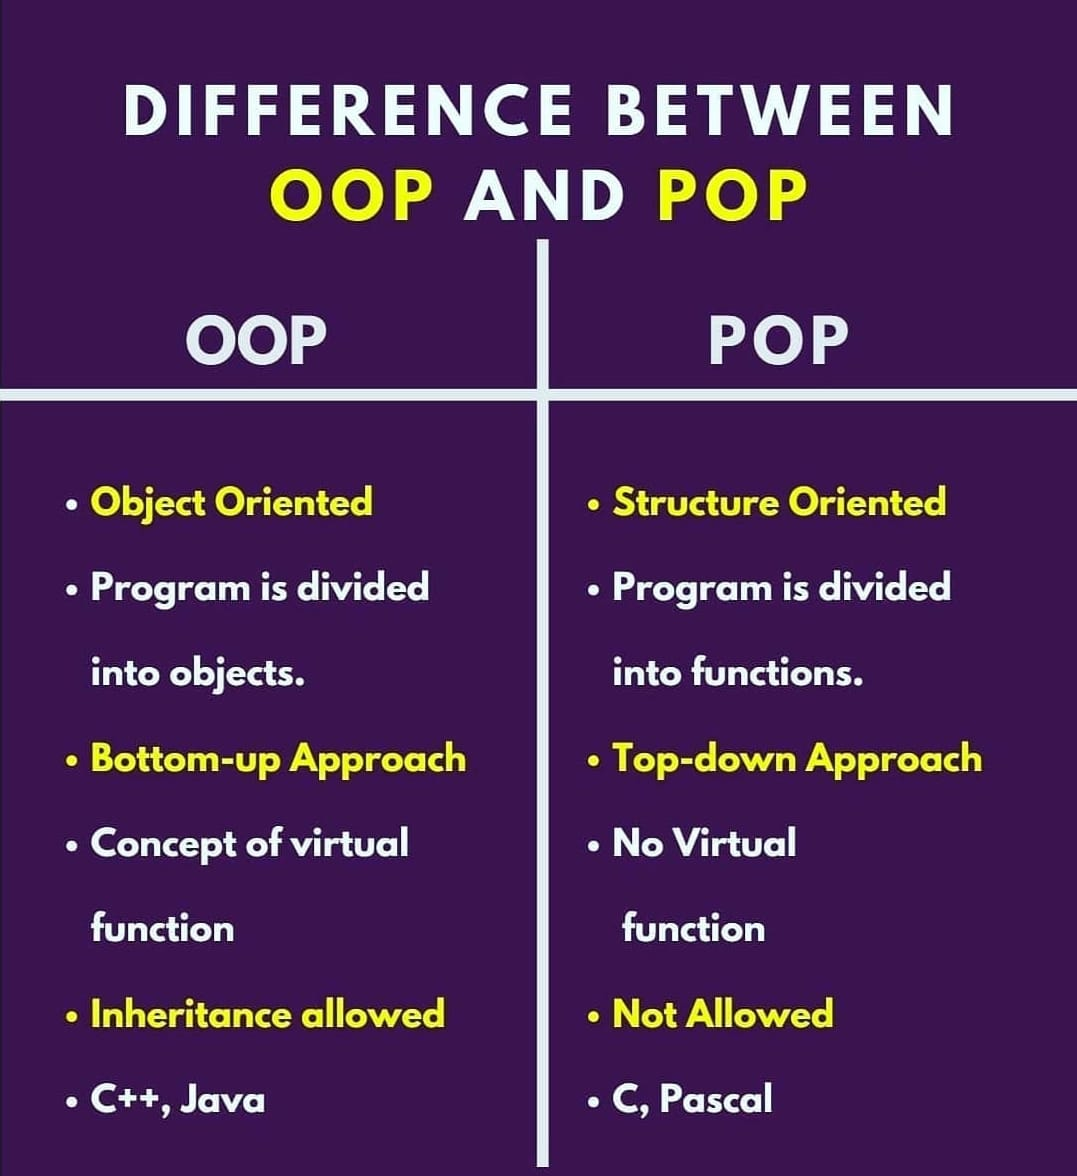 DIFFERENCE BETWEEN
OOP AND POP
OOP
POP
• Object Oriented
• Program is divided
into objects.
• Bottom-up Approach
• Concept of virtual
function
• Inheritance allowed
• C++, Java
• Structure Oriented
• Program is divided
into functions.
• Top-down Approach
• No Virtual
function
• Not Allowed
• C, Pascal